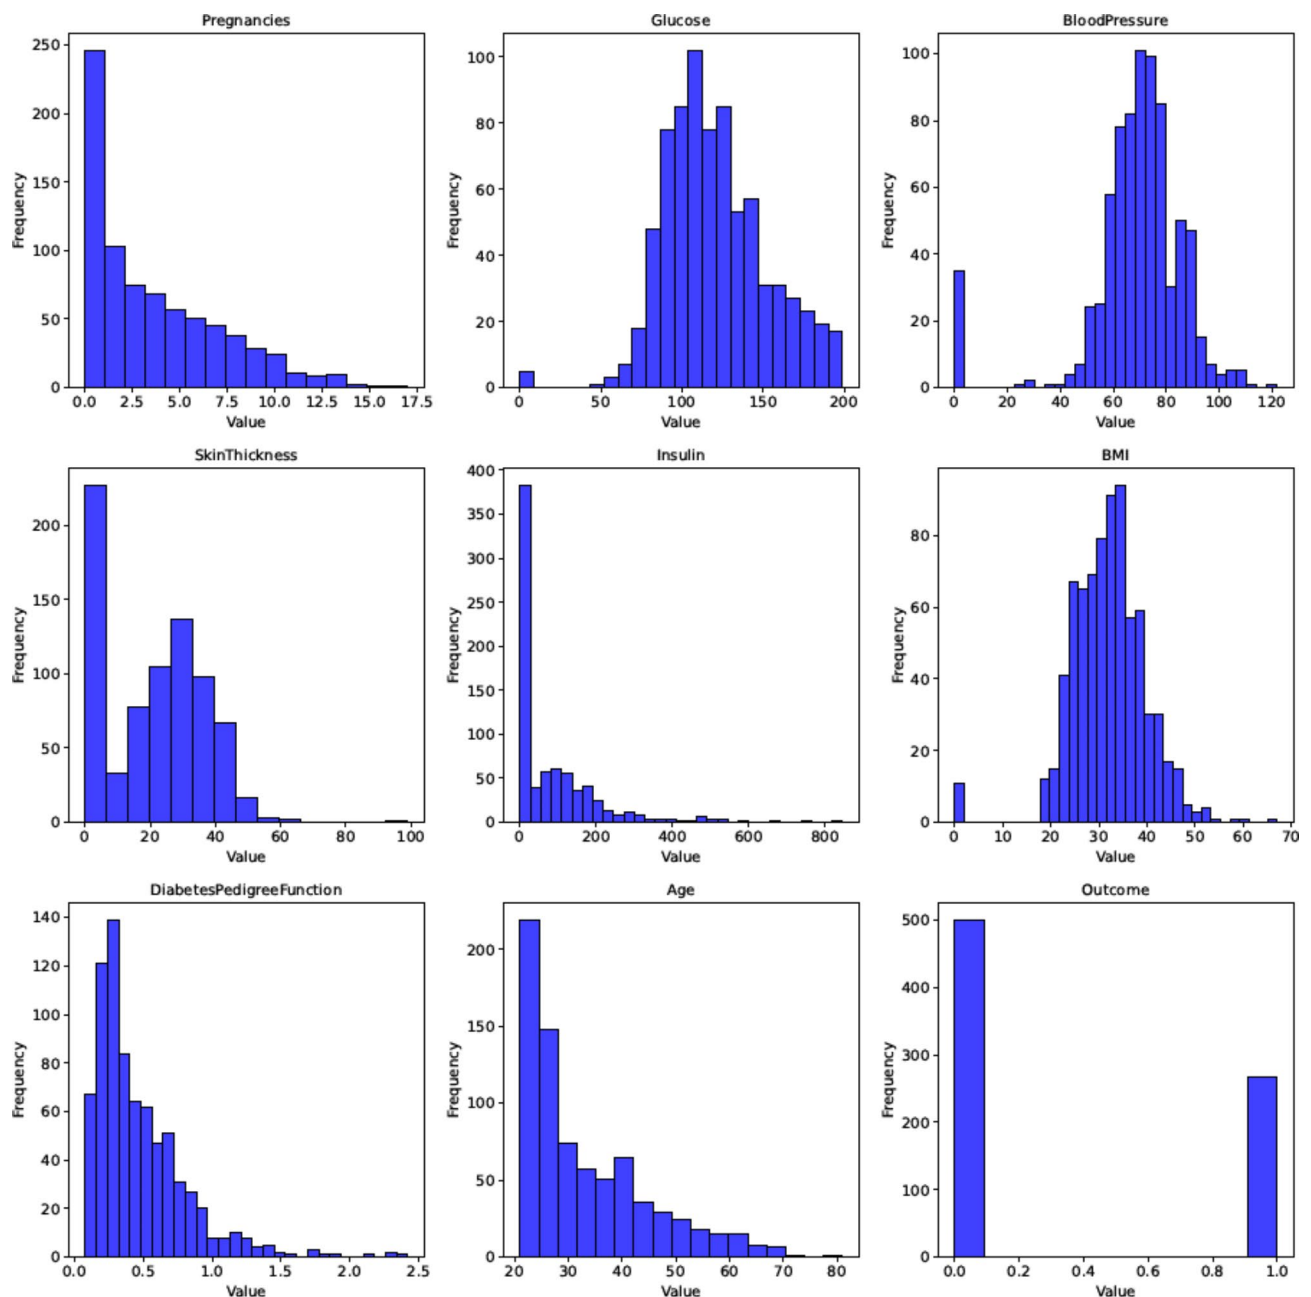 Pregnancies
250
200
150
100
50
0
Frequency
0.0 2.5 5.0 7.5 10.0 12.5 15.0 17.5
Value
Glucose
100
80
60
40
20
0
Frequency
0 50 100 150 200
Value
BloodPressure
100
80
60
40
20
0
Frequency
0 20 40 60 80 100 120
Value
SkinThickness
200
150
100
50
0
Frequency
0 20 40 60 80 100
Value
Insulin
400
350
300
250
200
150
100
50
0
Frequency
0 200 400 600 800
Value
BMI
80
60
40
20
0
Frequency
0 10 20 30 40 50 60 70
Value
DiabetesPedigreeFunction
140
120
100
80
60
40
20
0
Frequency
0.0 0.5 1.0 1.5 2.0 2.5
Value
Age
200
150
100
50
0
Frequency
20 30 40 50 60 70 80
Value
Outcome
500
400
300
200
100
0
Frequency
0.0 0.2 0.4 0.6 0.8 1.0
Value